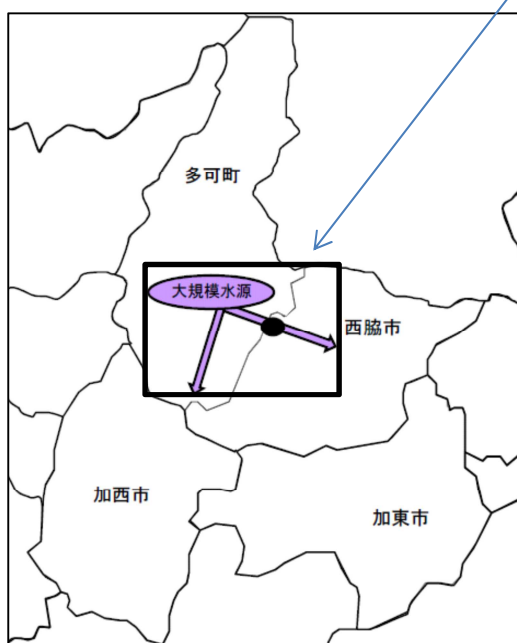 多可町
大規模水源
西脇市
加西市
加東市